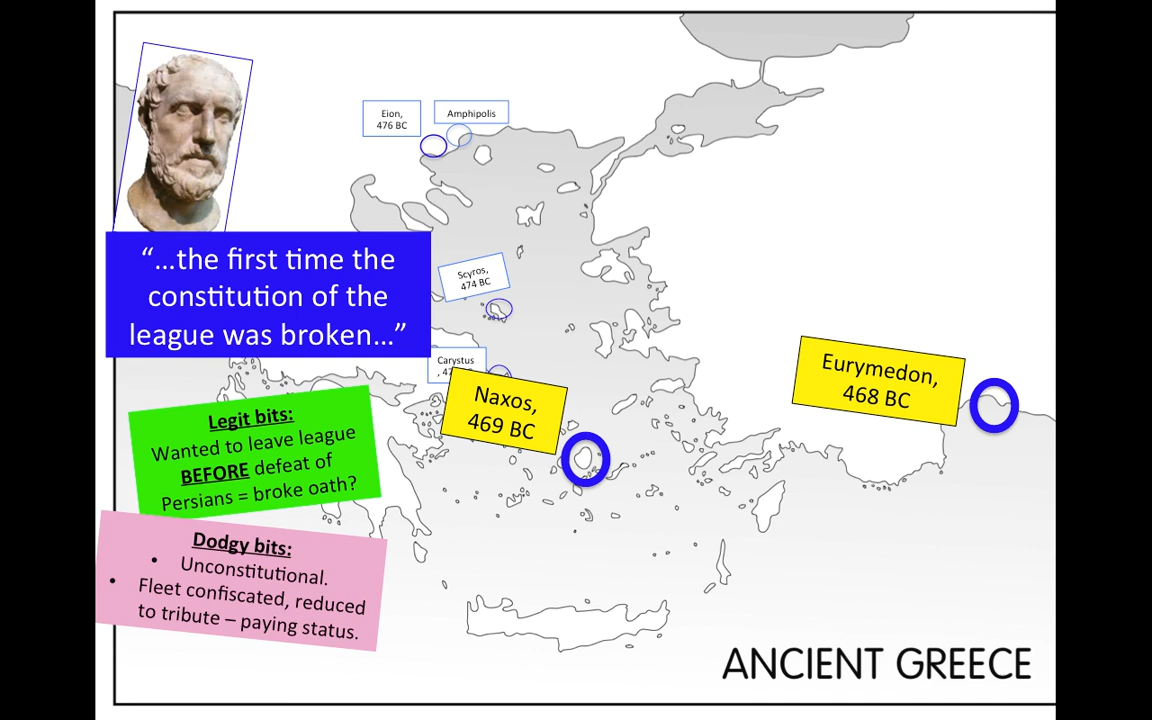 Eion,
476 BC
Amphipolis
"...the first time the
constitution of the
league was broken..."
Scyros,
474 BC
Carystus
Naxos,
469 BC
Eurymedon,
468 BC
Legit bits:
Wanted to leave league
BEFORE defeat of
Persians = broke oath?
Dodgy bits:
• Unconstitutional.
• Fleet confiscated, reduced
to tribute – paying status.
ANCIENT GREECE